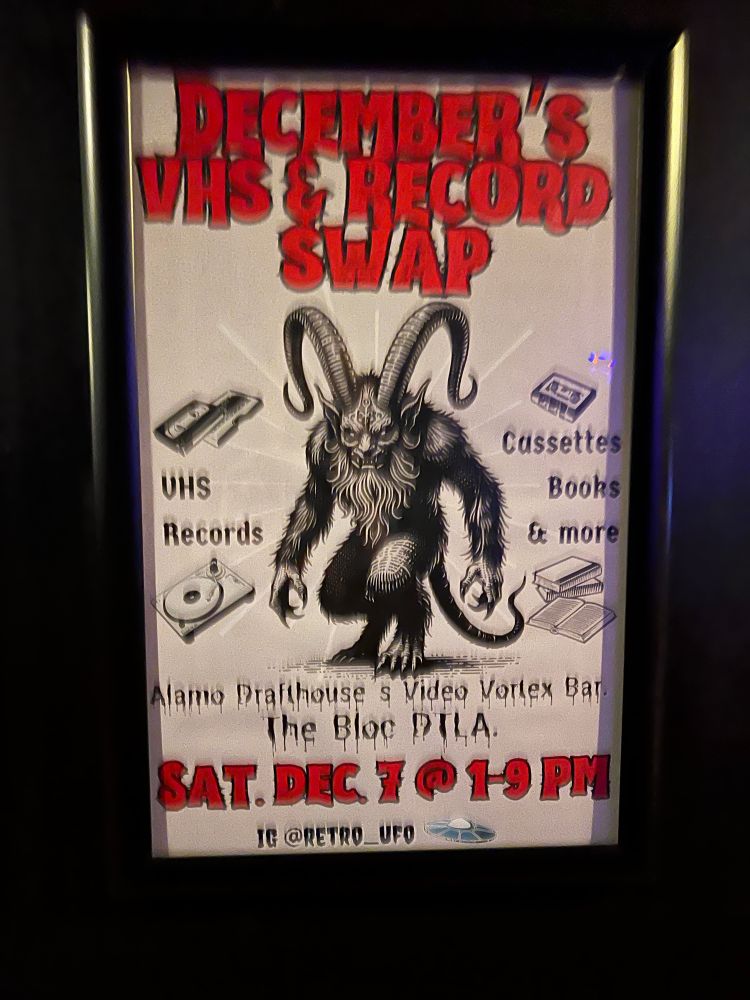 DECEMBER'S
VHS & RECORD
SWAP
VHS
Records
Cassettes
Books
& more
Alamo Drafthouse s Video Vortex Bar.
The Bloc DTLA.
SAT. DEC. 7 @ 1-9 PM
IG @RETRO_UFO